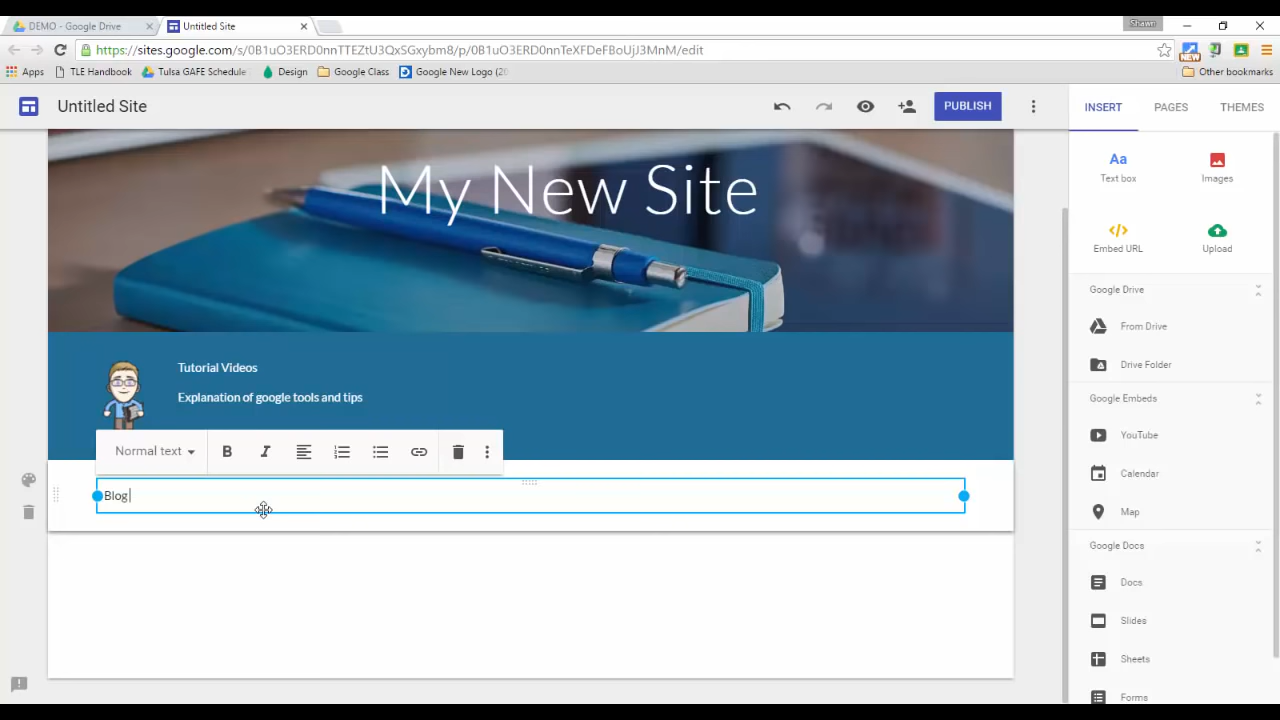 DEMO - Google Drive
Untitled Site
Shawn
https://sites.google.com/s/0B1uO3ERD0nnTTEZtU3QxSGxybm8/p/0B1uO3ERD0nnTeXFDeFBoUjJ3MnM/edit
NEW
Apps
TLE Handbook
Tulsa GAFE Schedule
Design
Google Class
Google New Logo (20
Other bookmarks
Untitled Site
PUBLISH
INSERT
PAGES
THEMES
My New Site
Aa
Text box
Images
Embed URL
Upload
Google Drive
From Drive
Drive Folder
Google Embeds
YouTube
Calendar
Map
Google Docs
Docs
Slides
Sheets
Forms
Tutorial Videos
Explanation of google tools and tips
Normal text
B
I
Blog